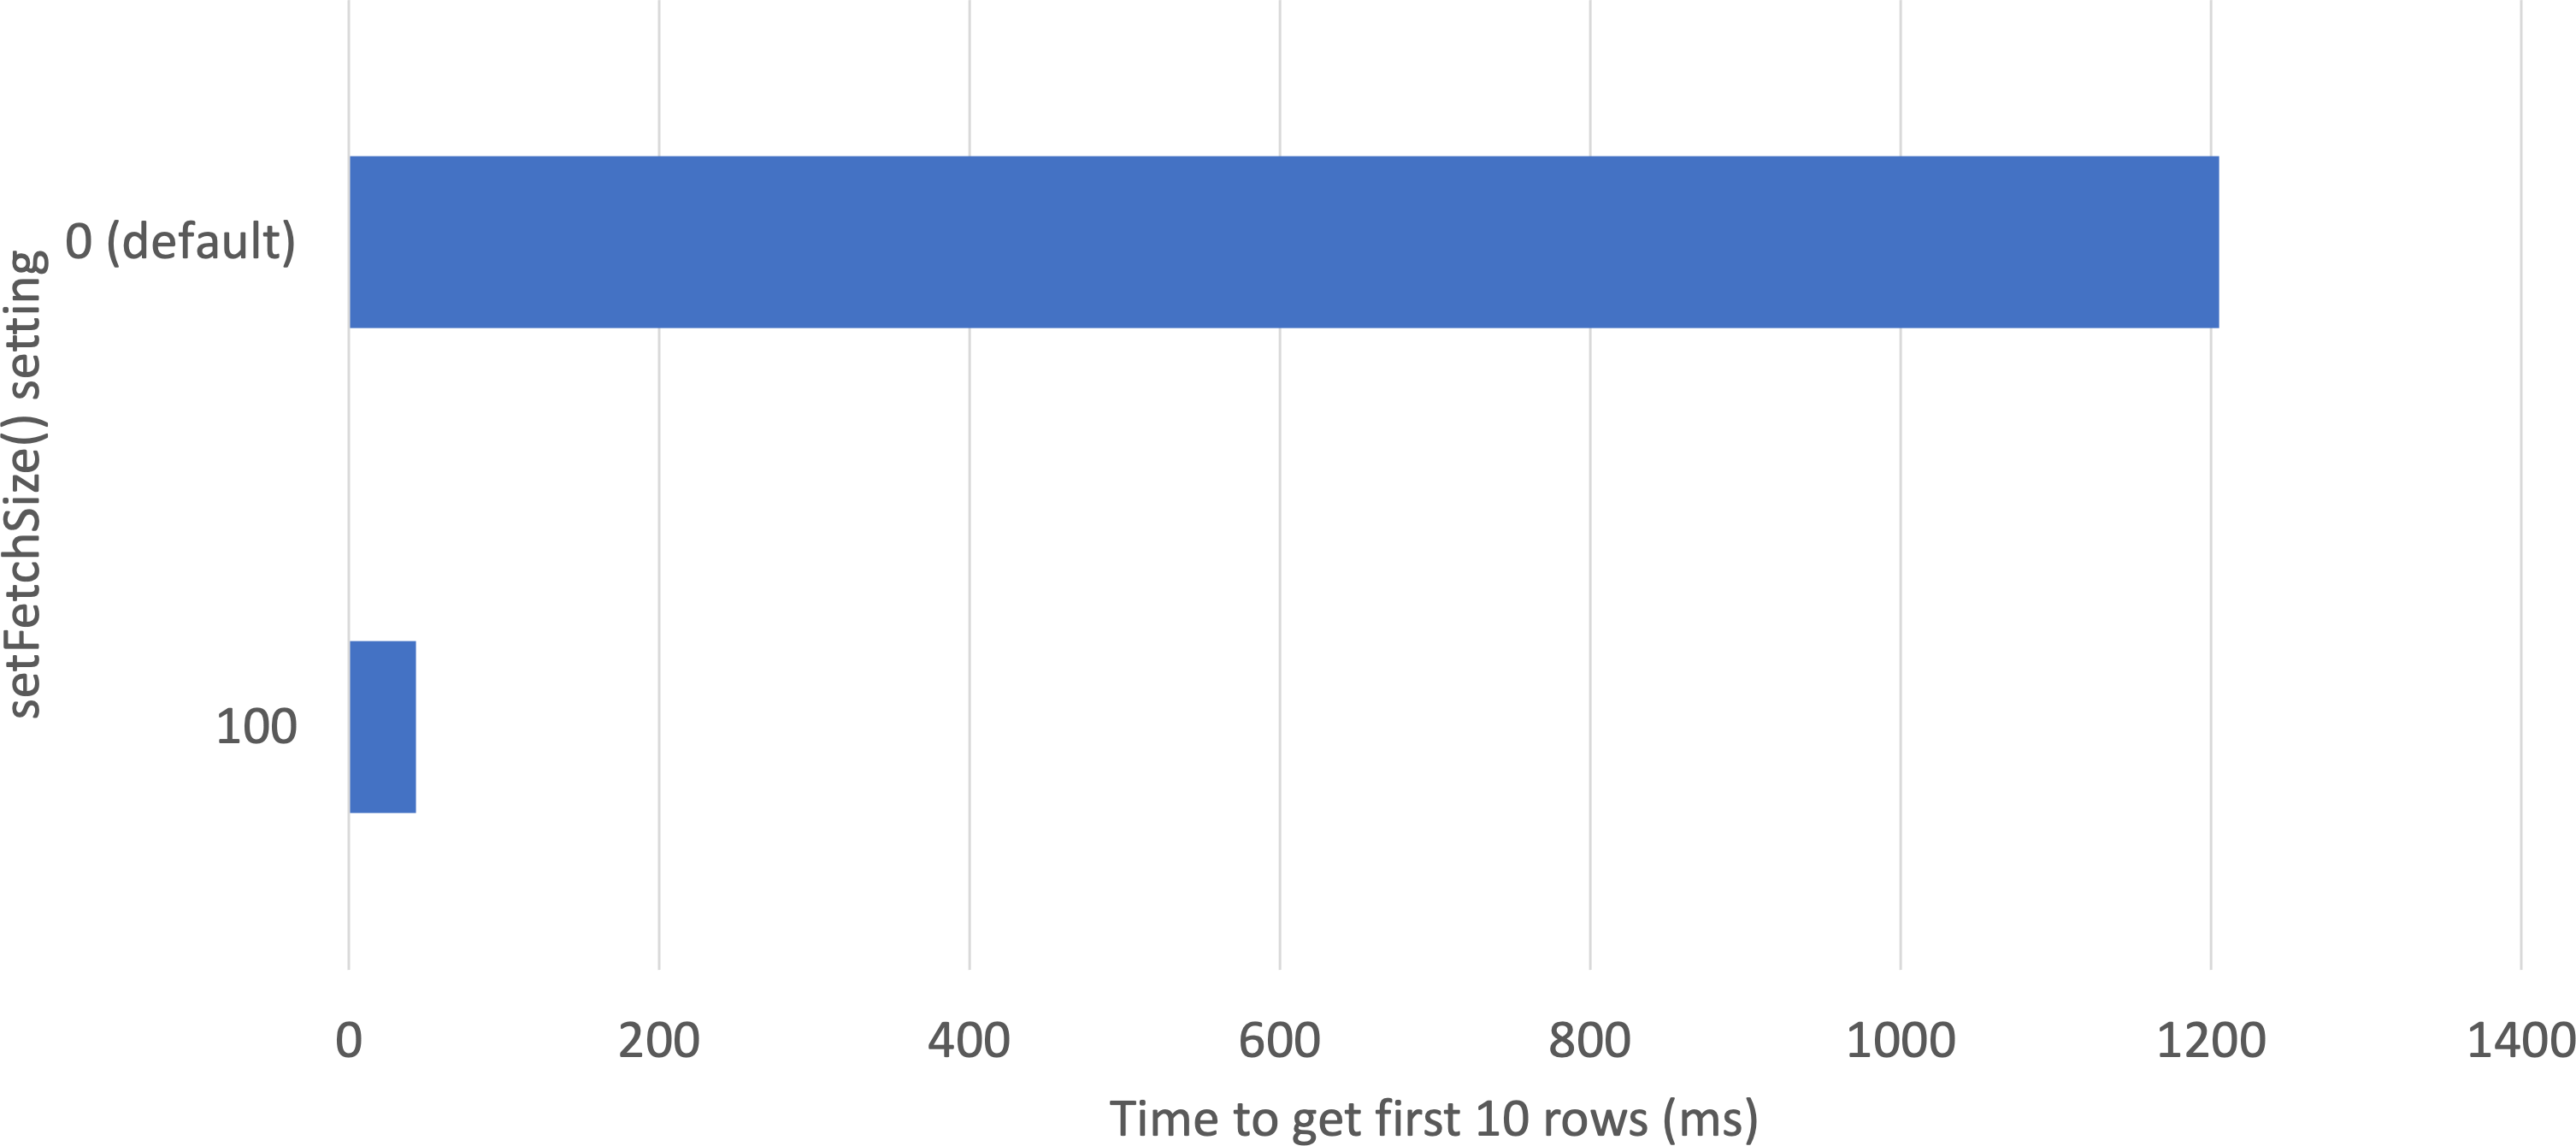 setFetchSize() setting
0 (default)
100
0 200 400 600 800 1000 1200 1400
Time to get first 10 rows (ms)